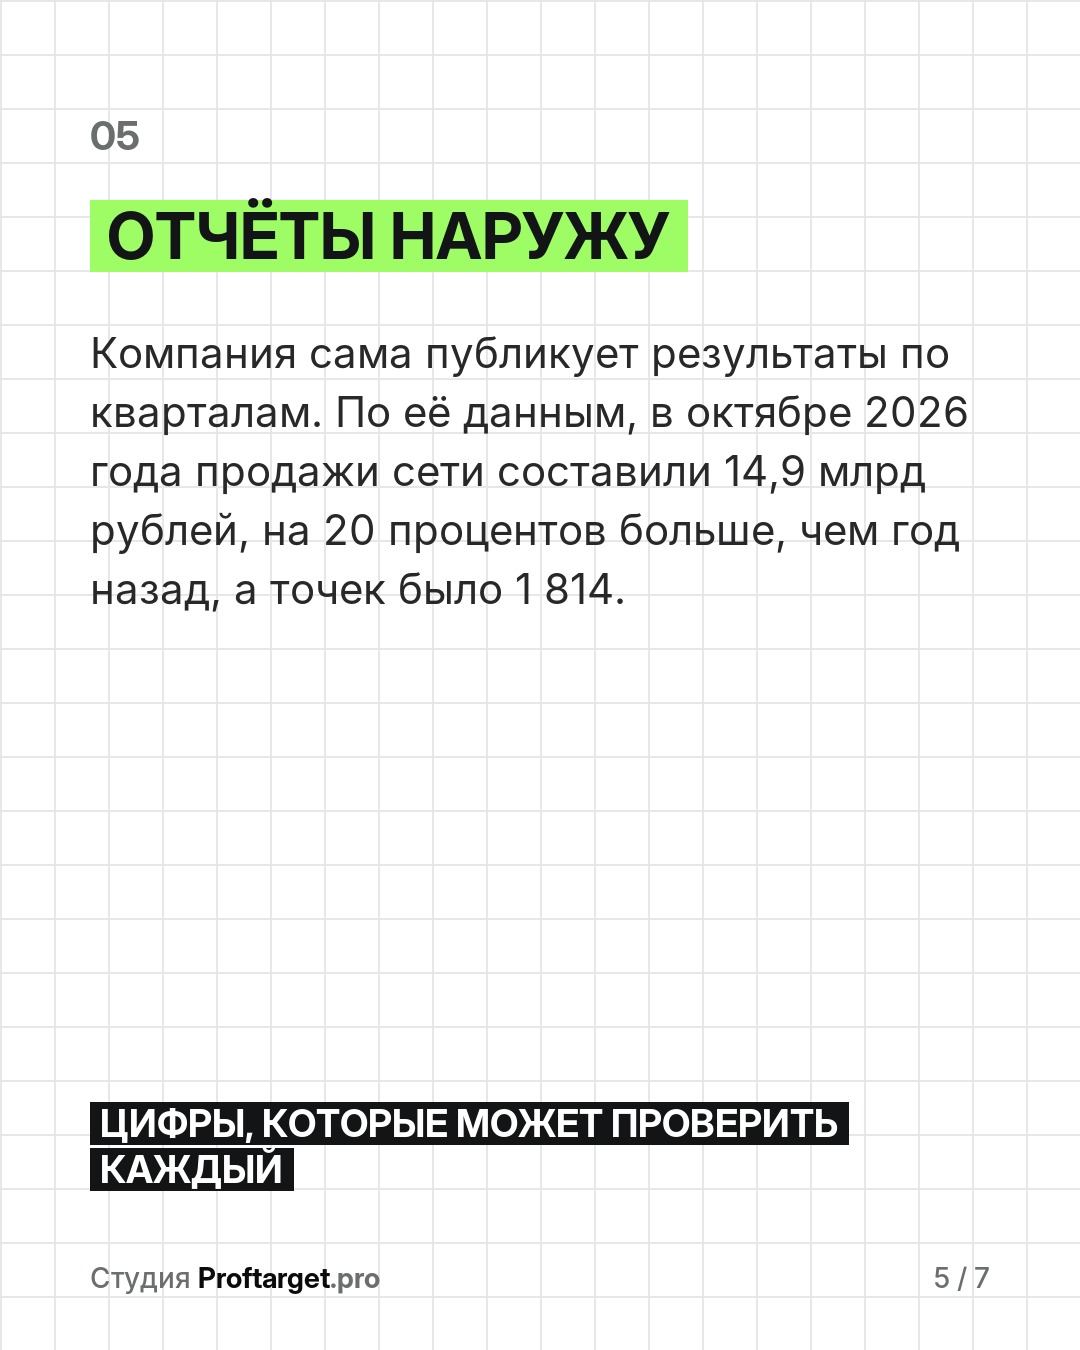 05
ОТЧЁТЫ НАРУЖУ
Компания сама публикует результаты по
кварталам. По её данным, в октябре 2026
года продажи сети составили 14,9 млрд
рублей, на 20 процентов больше, чем год
назад, а точек было 1 814.
ЦИФРЫ, КОТОРЫЕ МОЖЕТ ПРОВЕРИТЬ
КАЖДЫЙ
Студия Proftarget.pro
5 / 7